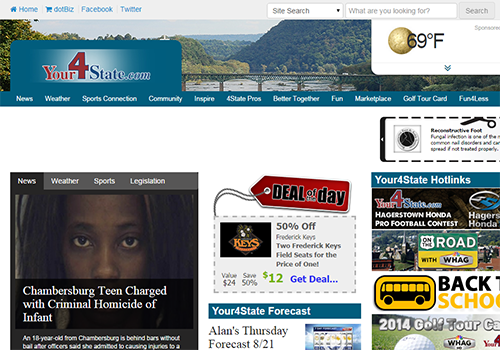 Home
dotBiz
Facebook
Twitter
Site Search
What are you looking for?
Search
Sponsored
69°F
Your4State.com
News Weather Sports Connection Community Inspire 4State Pros Better Together Fun Marketplace Golf Tour Card Fun4Less
Reconstructive Foot
Fungal infection is one of the m
common nail disorders and can
spread if not treated properly.
News Weather Sports Legislation
Chambersburg Teen Charged
with Criminal Homicide of
Infant
An 18-year-old from Chambersburg is behind bars without
bail after officers said she admitted to causing injuries to a
DEAL of the day
KEYS
50% Off
Frederick Keys
Two Frederick Keys
Field Seats for the
Price of One!
Value
$24
Save
50%
$12
Get Deal...
Your4State Forecast
Alan's Thursday
Forecast 8/21
Your4State Hotlinks
Your4State.com
HAGERSTOWN HONDA
PRO FOOTBALL CONTEST
Hagers
Honda
ON THE
ROAD
WITH WHAG
BACK T
SCHOO
2014 Golf Tour Ca
WHAG